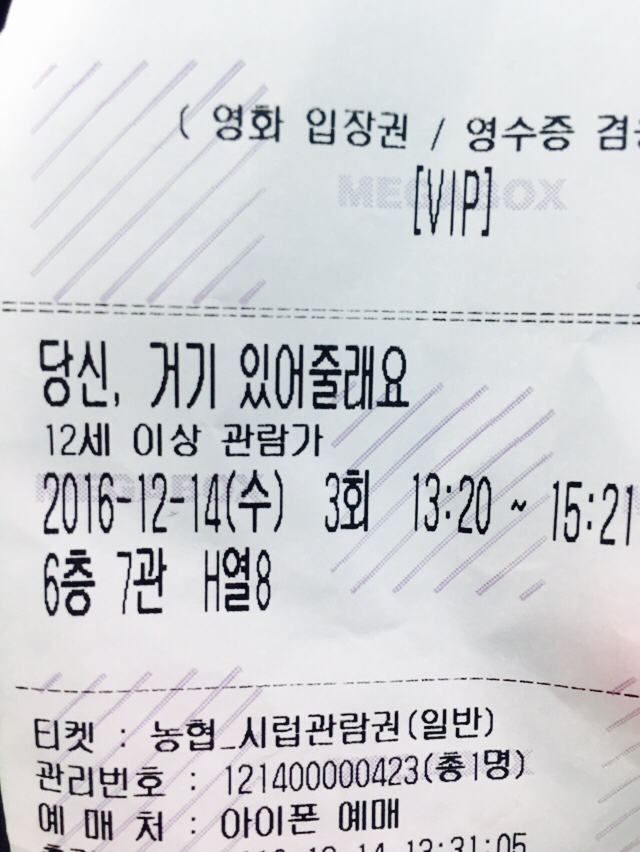 ( 영화 입장권 / 영수증 겸
MEGABOX
[VIP]
당신, 거기 있어줄래요
12세 이상 관람가
2016-12-14(수) 3회 13:20 ~ 15:21
6층 7관 H열8
티켓 : 농협_시럽관람권(일반)
관리번호 : 121400000423(총1명)
예 매 처 : 아이폰 예매